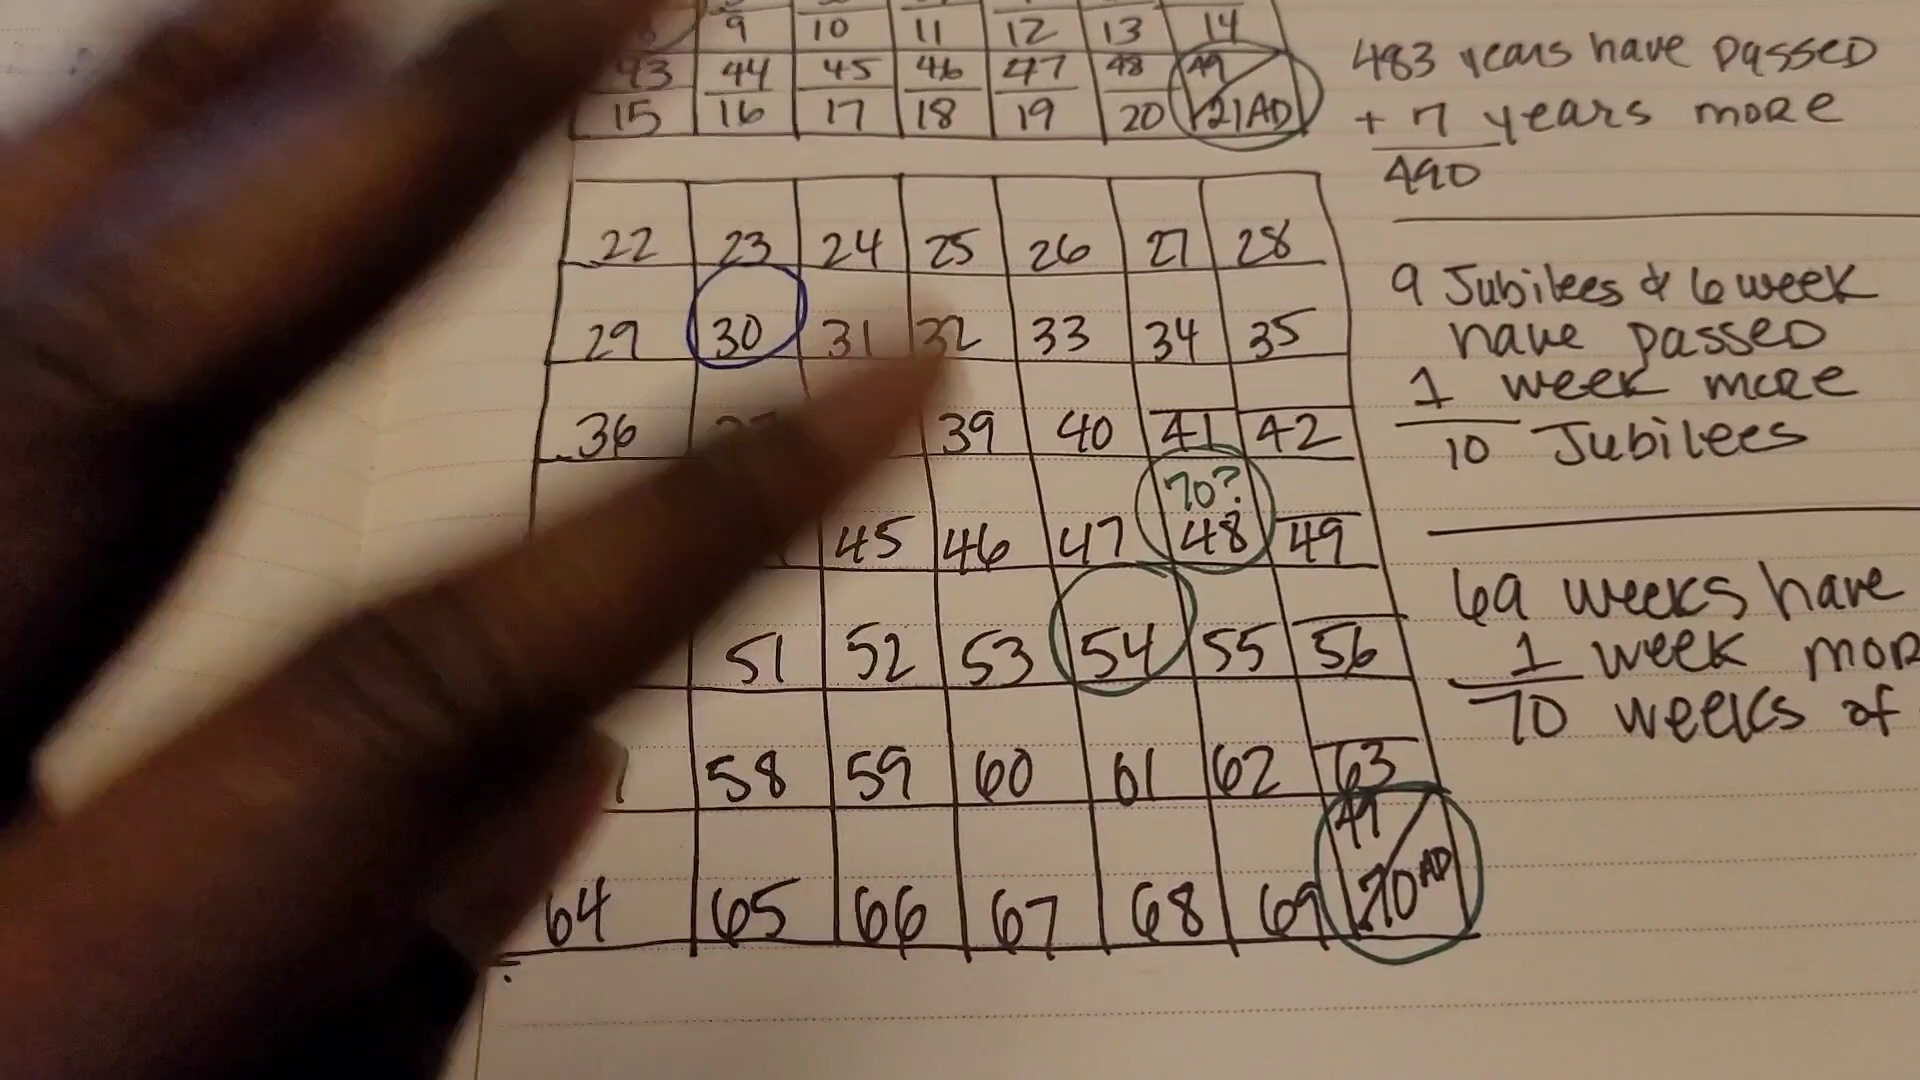 9 10 11 12 13 14
43 44 45 46 47 48 49
15 16 17 18 19 20 21AD
22 23 24 25 26 27 28
29 30 31 32 33 34 35
36 39 40 41 42
70?
45 46 47 48 49
51 52 53 54 55 56
58 59 60 61 62 63
49
64 65 66 67 68 69 70AD
483 years have passed
+ 7 years more
490
9 Jubilees & 6 week
have passed
1 week more
10 Jubilees
69 weeks have
1 week mor
70 weeks of